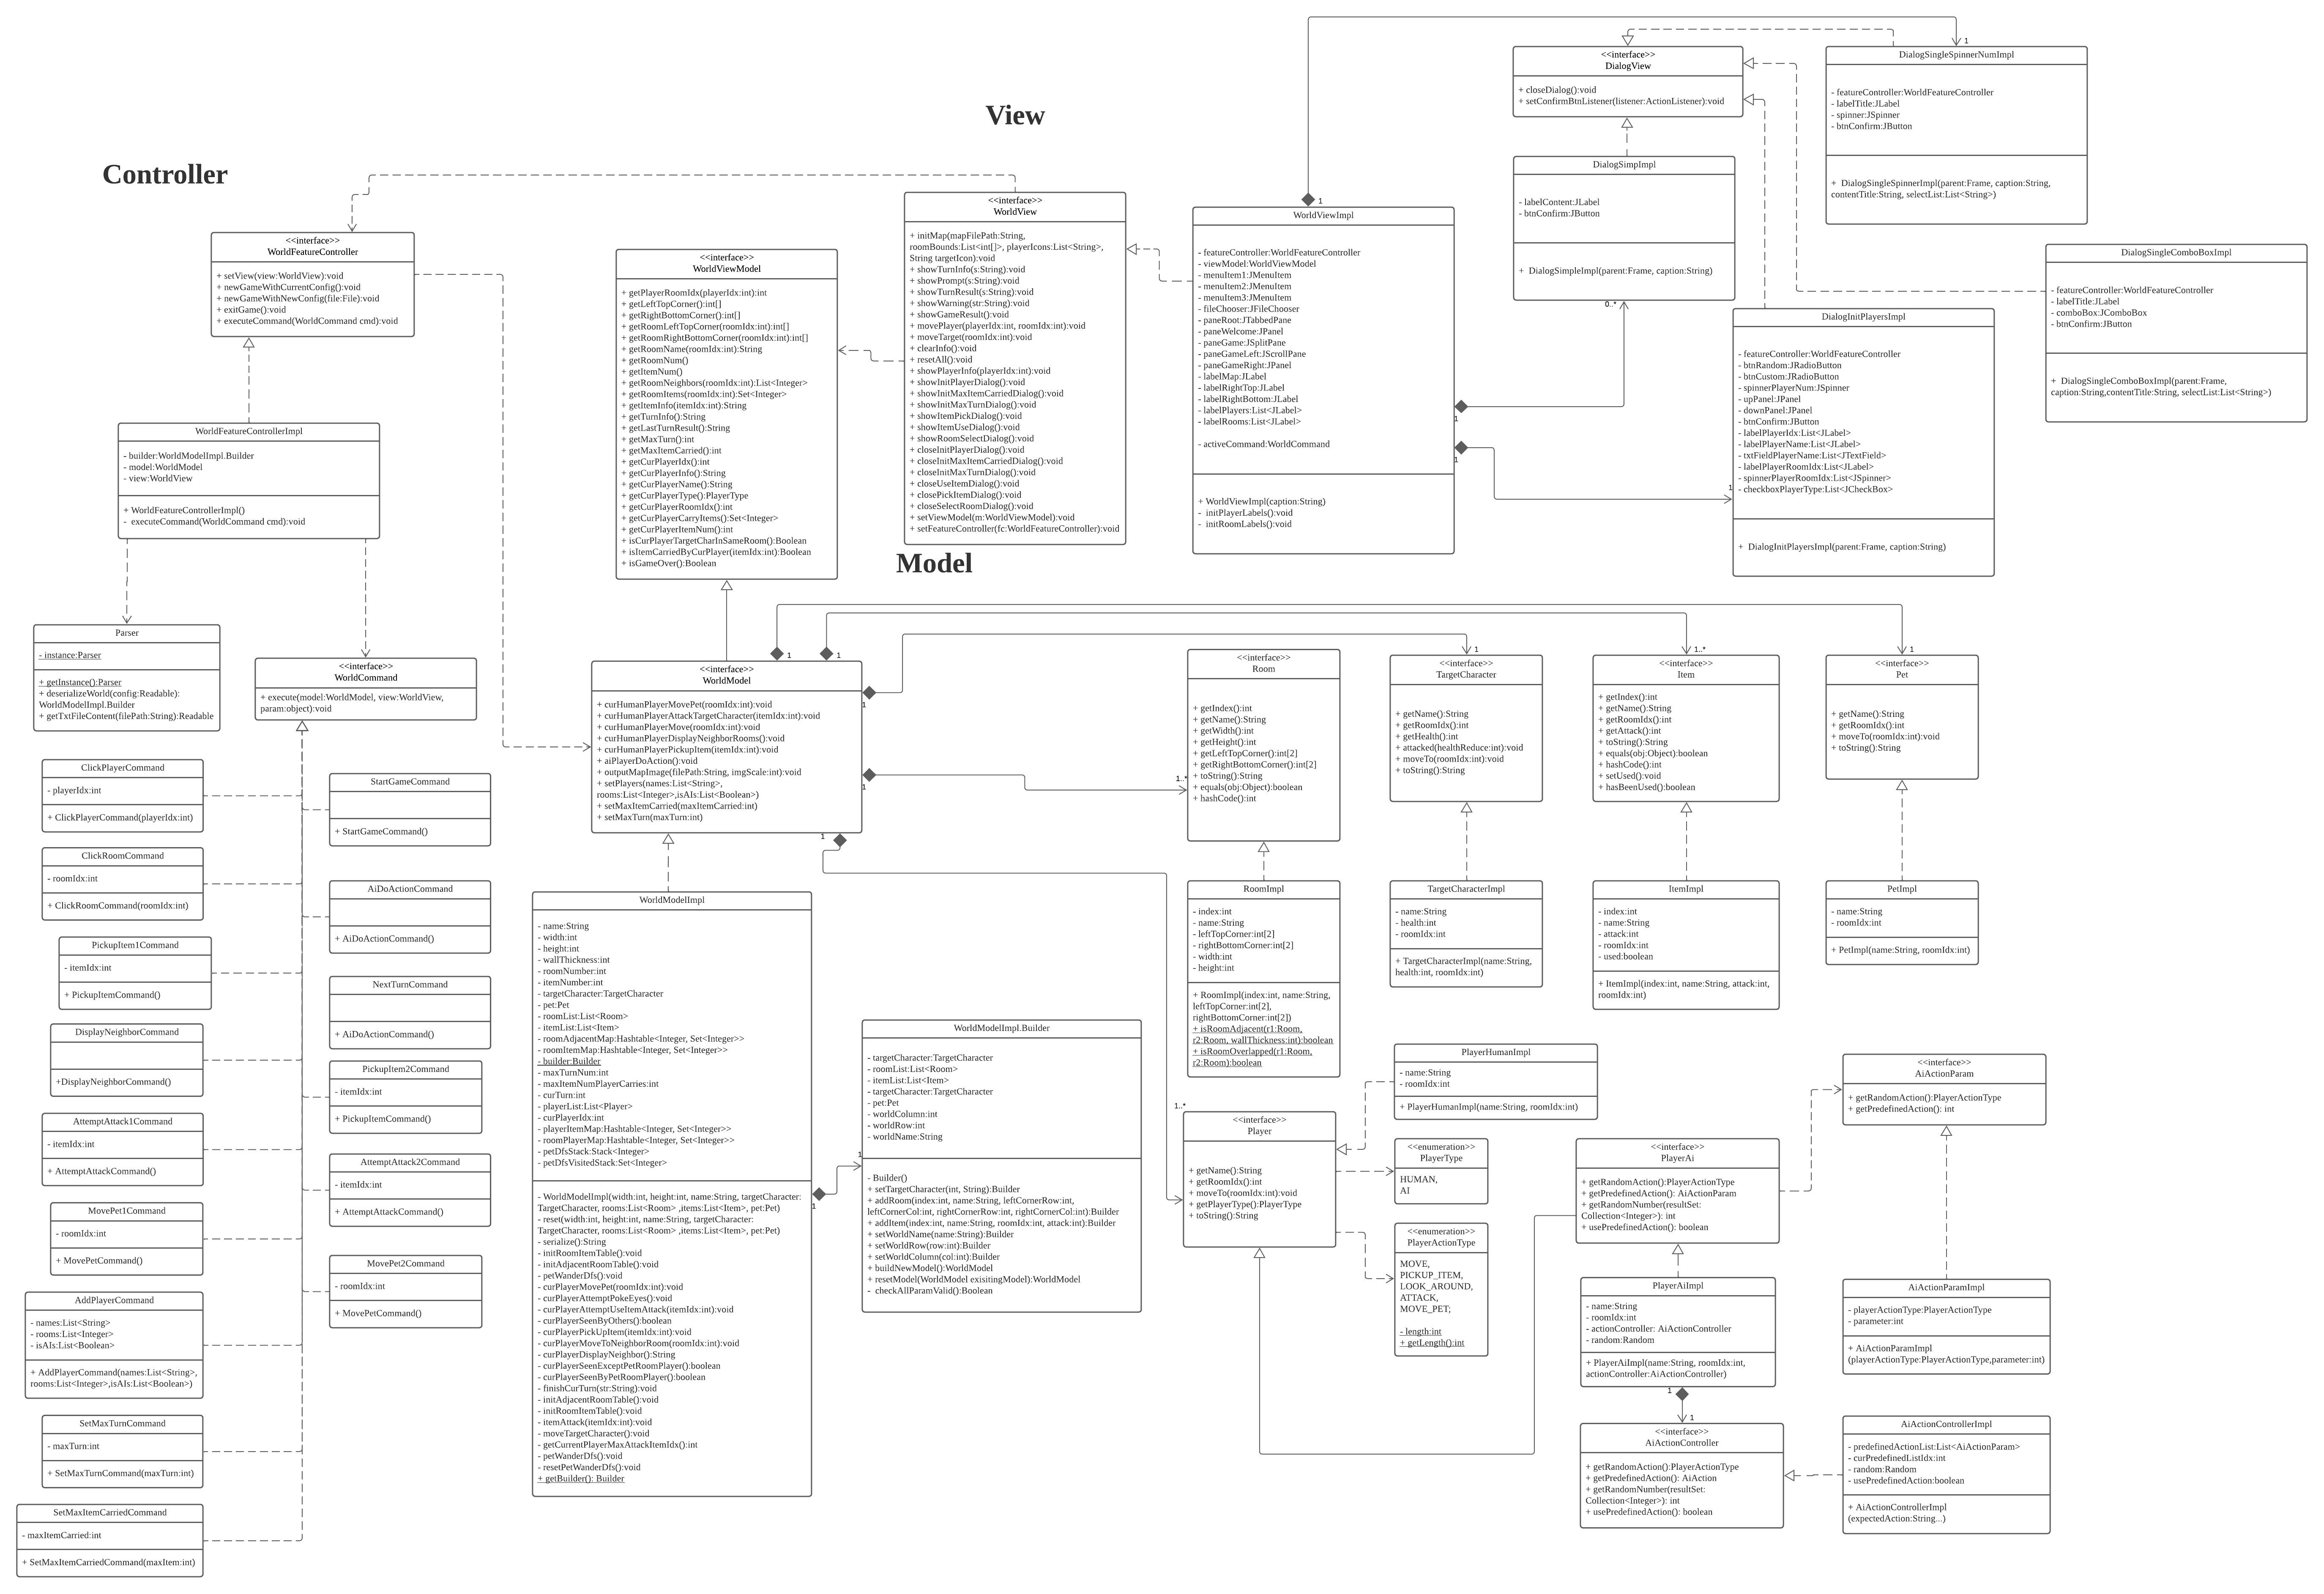 View
Controller
Model
<<interface>>
WorldFeatureController
+ setView(view:WorldView):void
+ newGameWithCurrentConfig():void
+ newGameWithNewConfig(file:File):void
+ exitGame():void
+ executeCommand(WorldCommand cmd):void
WorldFeatureControllerImpl
- builder:WorldModelImpl.Builder
- model:WorldModel
- view:WorldView
+ WorldFeatureControllerImpl()
- executeCommand(WorldCommand cmd):void
Parser
- instance:Parser
+ getInstance():Parser
+ deserializeWorld(config:Readable):
WorldModelImpl.Builder
+ getTxtFileContent(filePath:String):Readable
<<interface>>
WorldCommand
+ execute(model:WorldModel, view:WorldView,
param:object):void
ClickPlayerCommand
- playerIdx:int
+ ClickPlayerCommand(playerIdx:int)
ClickRoomCommand
- roomIdx:int
+ ClickRoomCommand(roomIdx:int)
PickupItem1Command
- itemIdx:int
+ PickupItemCommand()
DisplayNeighborCommand
+DisplayNeighborCommand()
AttemptAttack1Command
- itemIdx:int
+ AttemptAttackCommand()
MovePet1Command
- roomIdx:int
+ MovePetCommand()
AddPlayerCommand
- names:List<String>
- rooms:List<Integer>
- isAIs:List<Boolean>
+ AddPlayerCommand(names:List<String>,
rooms:List<Integer>,isAIs:List<Boolean>)
SetMaxTurnCommand
- maxTurn:int
+ SetMaxTurnCommand(maxTurn:int)
SetMaxItemCarriedCommand
- maxItemCarried:int
+ SetMaxItemCarriedCommand(maxItem:int)
StartGameCommand
+ StartGameCommand()
AiDoActionCommand
+ AiDoActionCommand()
NextTurnCommand
+ AiDoActionCommand()
PickupItem2Command
- itemIdx:int
+ PickupItemCommand()
AttemptAttack2Command
- itemIdx:int
+ AttemptAttackCommand()
MovePet2Command
- roomIdx:int
+ MovePetCommand()
<<interface>>
WorldViewModel
+ getPlayerRoomIdx(playerIdx:int):int
+ getLeftTopCorner():int[]
+ getRightBottomCorner():int[]
+ getRoomLeftTopCorner(roomIdx:int):int[]
+ getRoomRightBottomCorner(roomIdx:int):int[]
+ getRoomName(roomIdx:int):String
+ getRoomNum()
+ getItemNum()
+ getRoomNeighbors(roomIdx:int):List<Integer>
+ getRoomItems(roomIdx:int):Set<Integer>
+ getItemInfo(itemIdx:int):String
+ getTurnInfo():String
+ getLastTurnResult():String
+ getMaxTurn():int
+ getMaxItemCarried():int
+ getCurPlayerIdx():int
+ getCurPlayerInfo():String
+ getCurPlayerName():String
+ getCurPlayerType():PlayerType
+ getCurPlayerRoomIdx():int
+ getCurPlayerCarryItems():Set<Integer>
+ getCurPlayerItemNum():int
+ isCurPlayerTargetCharInSameRoom():Boolean
+ isItemCarriedByCurPlayer(itemIdx:int):Boolean
+ isGameOver():Boolean
<<interface>>
WorldView
+ initMap(mapFilePath:String,
roomBounds:List<int[]>, playerIcons:List<String>,
String targetIcon):void
+ showTurnInfo(s:String):void
+ showPrompt(s:String):void
+ showTurnResult(s:String):void
+ showWarning(str:String):void
+ showGameResult():void
+ movePlayer(playerIdx:int, roomIdx:int):void
+ moveTarget(roomIdx:int):void
+ clearInfo():void
+ resetAll():void
+ showPlayerInfo(playerIdx:int):void
+ showInitPlayerDialog():void
+ showInitMaxItemCarriedDialog():void
+ showInitMaxTurnDialog():void
+ showItemPickDialog():void
+ showItemUseDialog():void
+ showRoomSelectDialog():void
+ closeInitPlayerDialog():void
+ closeInitMaxItemCarriedDialog():void
+ closeInitMaxTurnDialog():void
+ closeUseItemDialog():void
+ closePickItemDialog():void
+ closeSelectRoomDialog():void
+ setViewModel(m:WorldViewModel):void
+ setFeatureController(fc:WorldFeatureController):void
WorldViewImpl
- featureController:WorldFeatureController
- viewModel:WorldViewModel
- menuItem1:JMenuItem
- menuItem2:JMenuItem
- menuItem3:JMenuItem
- fileChooser:JFileChooser
- paneRoot:JTabbedPane
- paneWelcome:JPanel
- paneGame:JSplitPane
- paneGameLeft:JScrollPane
- paneGameRight:JPanel
- labelMap:JLabel
- labelRightTop:JLabel
- labelRightBottom:JLabel
- labelPlayers:List<JLabel>
- labelRooms:List<JLabel>
- activeCommand:WorldCommand
+ WorldViewImpl(caption:String)
- initPlayerLabels():void
- initRoomLabels():void
1
1
1
1
0..*
1
<<interface>>
DialogView
+ closeDialog():void
+ setConfirmBtnListener(listener:ActionListener):void
DialogSimpImpl
- labelContent:JLabel
- btnConfirm:JButton
+ DialogSimpleImpl(parent:Frame, caption:String)
DialogSingleSpinnerNumImpl
- featureController:WorldFeatureController
- labelTitle:JLabel
- spinner:JSpinner
- btnConfirm:JButton
+ DialogSingleSpinnerImpl(parent:Frame, caption:String,
contentTitle:String, selectList:List<String>)
DialogSingleComboBoxImpl
- featureController:WorldFeatureController
- labelTitle:JLabel
- comboBox:JComboBox
- btnConfirm:JButton
+ DialogSingleComboBoxImpl(parent:Frame,
caption:String,contentTitle:String, selectList:List<String>)
DialogInitPlayersImpl
- featureController:WorldFeatureController
- btnRandom:JRadioButton
- btnCustom:JRadioButton
- spinnerPlayerNum:JSpinner
- upPanel:JPanel
- downPanel:JPanel
- btnConfirm:JButton
- labelPlayerIdx:List<JLabel>
- labelPlayerName:List<JLabel>
- txtFieldPlayerName:List<JTextField>
- labelPlayerRoomIdx:List<JLabel>
- spinnerPlayerRoomIdx:List<JSpinner>
- checkboxPlayerType:List<JCheckBox>
+ DialogInitPlayersImpl(parent:Frame, caption:String)
<<interface>>
WorldModel
+ curHumanPlayerMovePet(roomIdx:int):void
+ curHumanPlayerAttackTargetCharacter(itemIdx:int):void
+ curHumanPlayerMove(roomIdx:int):void
+ curHumanPlayerDisplayNeighborRooms():void
+ curHumanPlayerPickupItem(itemIdx:int):void
+ aiPlayerDoAction():void
+ outputMapImage(filePath:String, imgScale:int):void
+ setPlayers(names:List<String>,
rooms:List<Integer>,isAIs:List<Boolean>)
+ setMaxItemCarried(maxItemCarried:int)
+ setMaxTurn(maxTurn:int)
1
1
1
1
1
1
1..*
1
1..*
1..*
WorldModelImpl
- name:String
- width:int
- height:int
- wallThickness:int
- roomNumber:int
- itemNumber:int
- targetCharacter:TargetCharacter
- pet:Pet
- roomList:List<Room>
- itemList:List<Item>
- roomAdjacentMap:Hashtable<Integer, Set<Integer>>
- roomItemMap:Hashtable<Integer, Set<Integer>>
- builder:Builder
- maxTurnNum:int
- maxItemNumPlayerCarries:int
- curTurn:int
- playerList:List<Player>
- curPlayerIdx:int
- playerItemMap:Hashtable<Integer, Set<Integer>>
- roomPlayerMap:Hashtable<Integer, Set<Integer>>
- petDfsStack:Stack<Integer>
- petDfsVisitedStack:Set<Integer>
- WorldModelImpl(width:int, height:int, name:String, targetCharacter:
TargetCharacter, rooms:List<Room> ,items:List<Item>, pet:Pet)
- reset(width:int, height:int, name:String, targetCharacter:
TargetCharacter, rooms:List<Room> ,items:List<Item>, pet:Pet)
- serialize():String
- initRoomItemTable():void
- initAdjacentRoomTable():void
- petWanderDfs():void
- curPlayerMovePet(roomIdx:int):void
- curPlayerAttemptPokeEyes():void
- curPlayerAttemptUseItemAttack(itemIdx:int):void
- curPlayerSeenByOthers():boolean
- curPlayerPickUpItem(itemIdx:int):void
- curPlayerMoveToNeighborRoom(roomIdx:int):void
- curPlayerDisplayNeighbor():String
- curPlayerSeenExceptPetRoomPlayer():boolean
- curPlayerSeenByPetRoomPlayer():boolean
- finishCurTurn(str:String):void
- initAdjacentRoomTable():void
- initRoomItemTable():void
- itemAttack(itemIdx:int):void
- moveTargetCharacter():void
- getCurrentPlayerMaxAttackItemIdx():int
- petWanderDfs():void
- resetPetWanderDfs():void
+ getBuilder(): Builder
1
1
WorldModelImpl.Builder
- targetCharacter:TargetCharacter
- roomList:List<Room>
- itemList:List<Item>
- targetCharacter:TargetCharacter
- pet:Pet
- worldColumn:int
- worldRow:int
- worldName:String
- Builder()
+ setTargetCharacter(int, String):Builder
+ addRoom(index:int, name:String, leftCornerRow:int,
leftCornerCol:int, rightCornerRow:int, rightCornerCol:int):Builder
+ addItem(index:int, name:String, roomIdx:int, attack:int):Builder
+ setWorldName(name:String):Builder
+ setWorldRow(row:int):Builder
+ setWorldColumn(col:int):Builder
+ buildNewModel():WorldModel
+ resetModel(WorldModel exisitingModel):WorldModel
- checkAllParamValid():Boolean
<<interface>>
Room
+ getIndex():int
+ getName():String
+ getWidth():int
+ getHeight():int
+ getLeftTopCorner():int[2]
+ getRightBottomCorner():int[2]
+ toString():String
+ equals(obj:Object):boolean
+ hashCode():int
RoomImpl
- index:int
- name:String
- leftTopCorner:int[2]
- rightBottomCorner:int[2]
- width:int
- height:int
+ RoomImpl(index:int, name:String,
leftTopCorner:int[2],
rightBottomCorner:int[2])
+ isRoomAdjacent(r1:Room,
r2:Room, wallThickness:int):boolean
+ isRoomOverlapped(r1:Room,
r2:Room):boolean
<<interface>>
TargetCharacter
+ getName():String
+ getRoomIdx():int
+ getHealth():int
+ attacked(healthReduce:int):void
+ moveTo(roomIdx:int):void
+ toString():String
TargetCharacterImpl
- name:String
- health:int
- roomIdx:int
+ TargetCharacterImpl(name:String,
health:int, roomIdx:int)
<<interface>>
Item
+ getIndex():int
+ getName():String
+ getRoomIdx():int
+ getAttack():int
+ toString():String
+ equals(obj:Object):boolean
+ hashCode():int
+ setUsed():void
+ hasBeenUsed():boolean
ItemImpl
- index:int
- name:String
- attack:int
- roomIdx:int
- used:boolean
+ ItemImpl(index:int, name:String, attack:int,
roomIdx:int)
<<interface>>
Pet
+ getName():String
+ getRoomIdx():int
+ moveTo(roomIdx:int):void
+ toString():String
PetImpl
- name:String
- roomIdx:int
+ PetImpl(name:String, roomIdx:int)
<<interface>>
Player
+ getName():String
+ getRoomIdx():int
+ moveTo(roomIdx:int):void
+ getPlayerType():PlayerType
+ toString():String
PlayerHumanImpl
- name:String
- roomIdx:int
+ PlayerHumanImpl(name:String, roomIdx:int)
<<enumeration>>
PlayerType
HUMAN,
AI
<<enumeration>>
PlayerActionType
MOVE,
PICKUP_ITEM,
LOOK_AROUND,
ATTACK,
MOVE_PET;
- length:int
+ getLength():int
<<interface>>
PlayerAi
+ getRandomAction():PlayerActionType
+ getPredefinedAction(): AiActionParam
+ getRandomNumber(resultSet:
Collection<Integer>): int
+ usePredefinedAction(): boolean
PlayerAiImpl
- name:String
- roomIdx:int
- actionController: AiActionController
- random:Random
+ PlayerAiImpl(name:String, roomIdx:int,
actionController:AiActionController)
1
1
<<interface>>
AiActionController
+ getRandomAction():PlayerActionType
+ getPredefinedAction(): AiAction
+ getRandomNumber(resultSet:
Collection<Integer>): int
+ usePredefinedAction(): boolean
<<interface>>
AiActionParam
+ getRandomAction():PlayerActionType
+ getPredefinedAction(): int
AiActionParamImpl
- playerActionType:PlayerActionType
- parameter:int
+ AiActionParamImpl
(playerActionType:PlayerActionType,parameter:int)
AiActionControllerImpl
- predefinedActionList:List<AiActionParam>
- curPredefinedListIdx:int
- random:Random
- usePredefinedAction:boolean
+ AiActionControllerImpl
(expectedAction:String...)